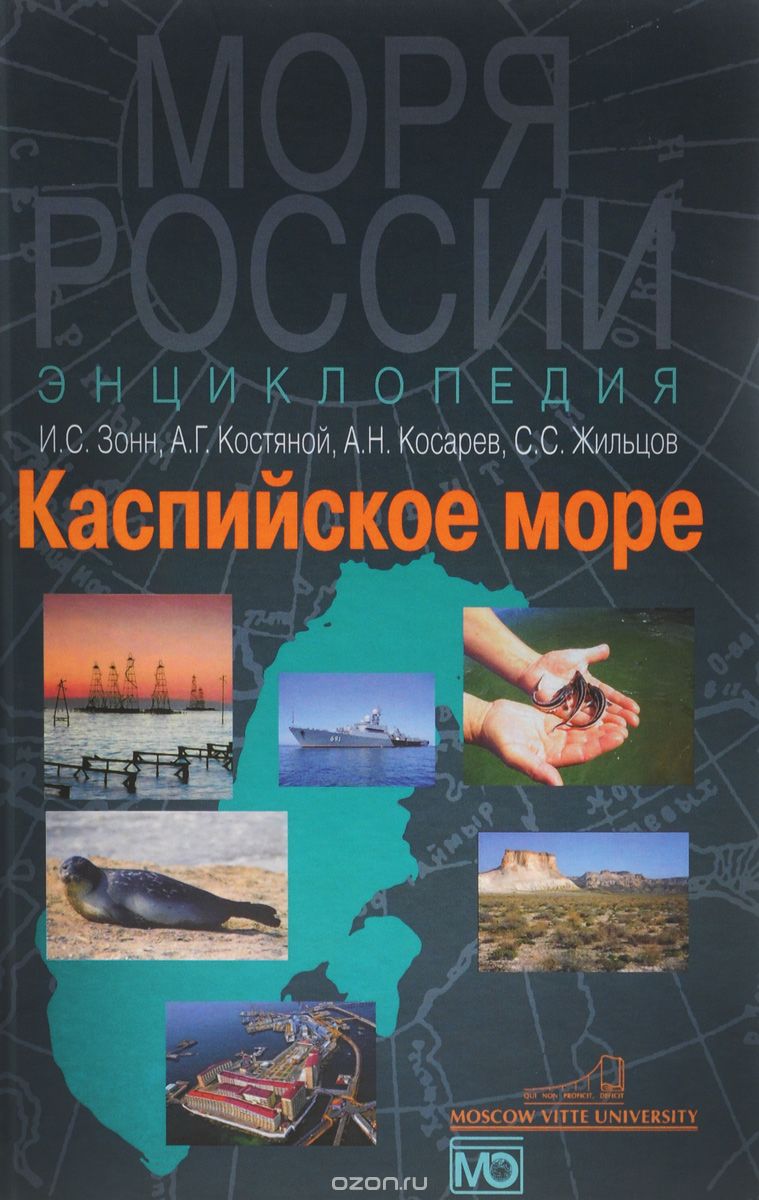 МОРЯ
РОССИИ
ЭНЦИКЛОПЕДИЯ
И.С. Зонн, А.Г. Костяной, А.Н. Косарев, С.С. Жильцов
Каспийское море
691
QUI NON PROFICIT, DEFICIT
MOSCOW VITTE UNIVERSITY
МО
ozon.ru